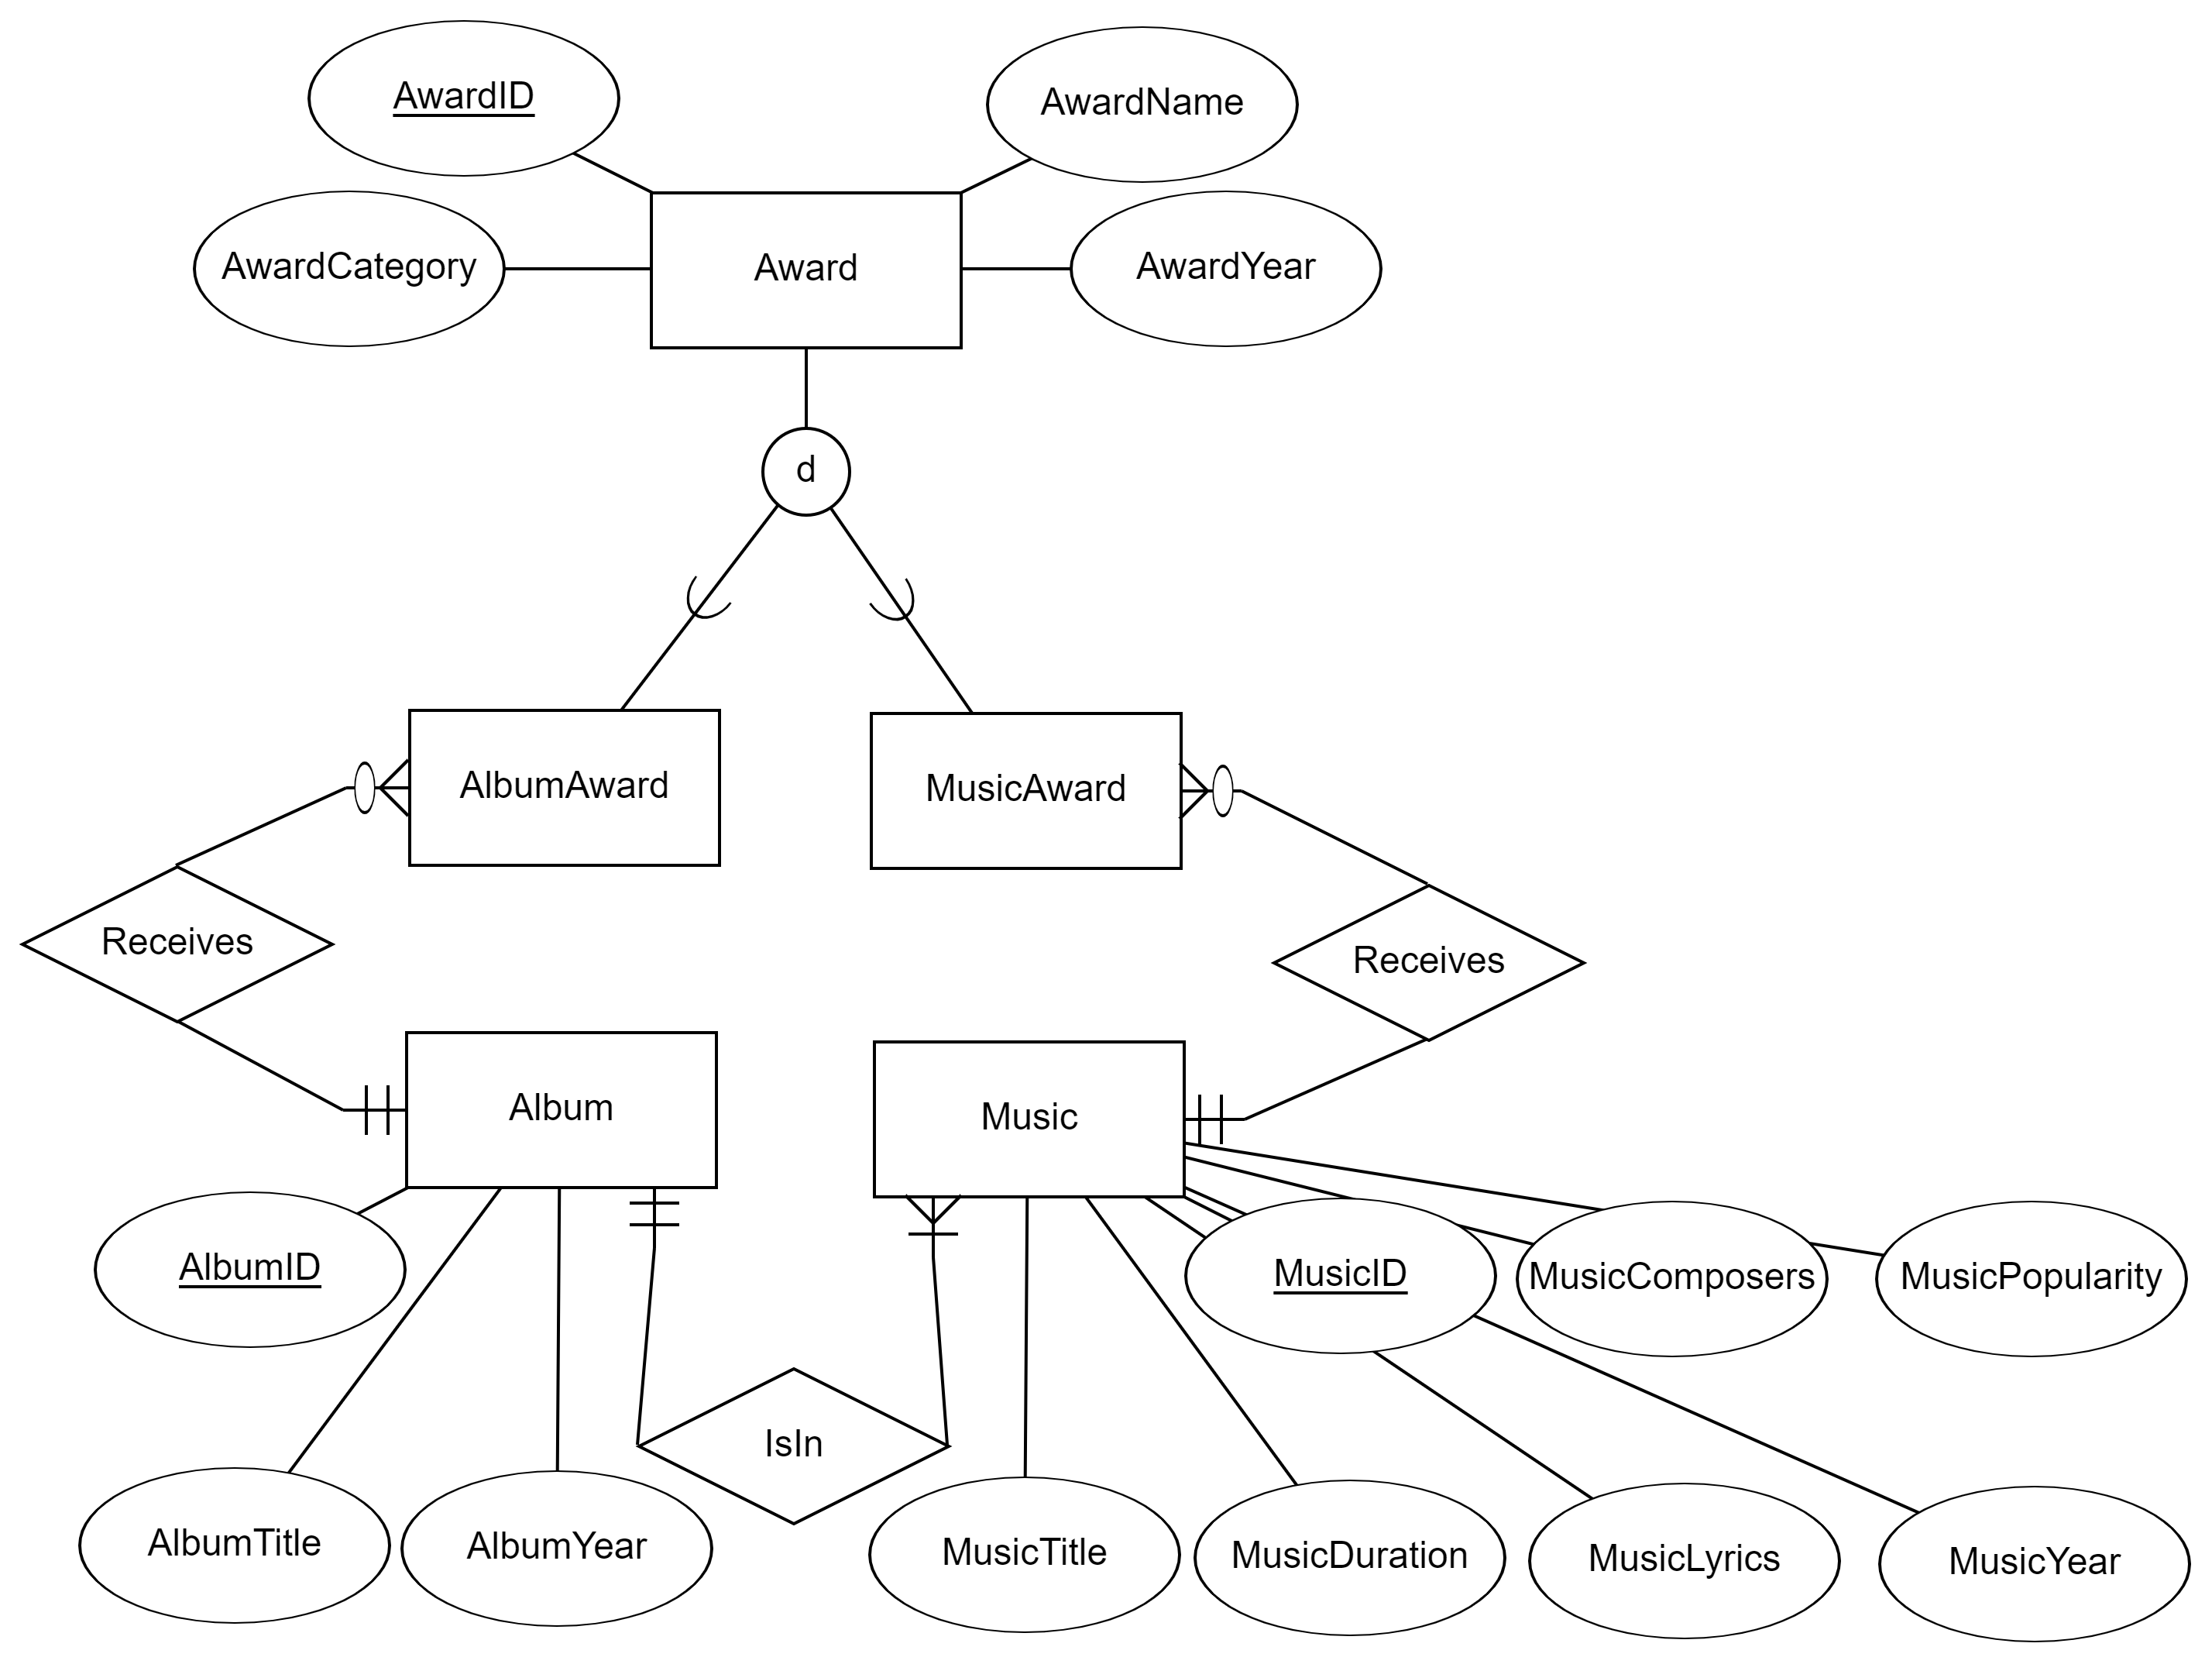 AwardID
AwardName
AwardCategory
Award
AwardYear
d
AlbumAward
MusicAward
Receives
Receives
Album
Music
AlbumID
MusicID
MusicComposers
MusicPopularity
IsIn
AlbumTitle
AlbumYear
MusicTitle
MusicDuration
MusicLyrics
MusicYear